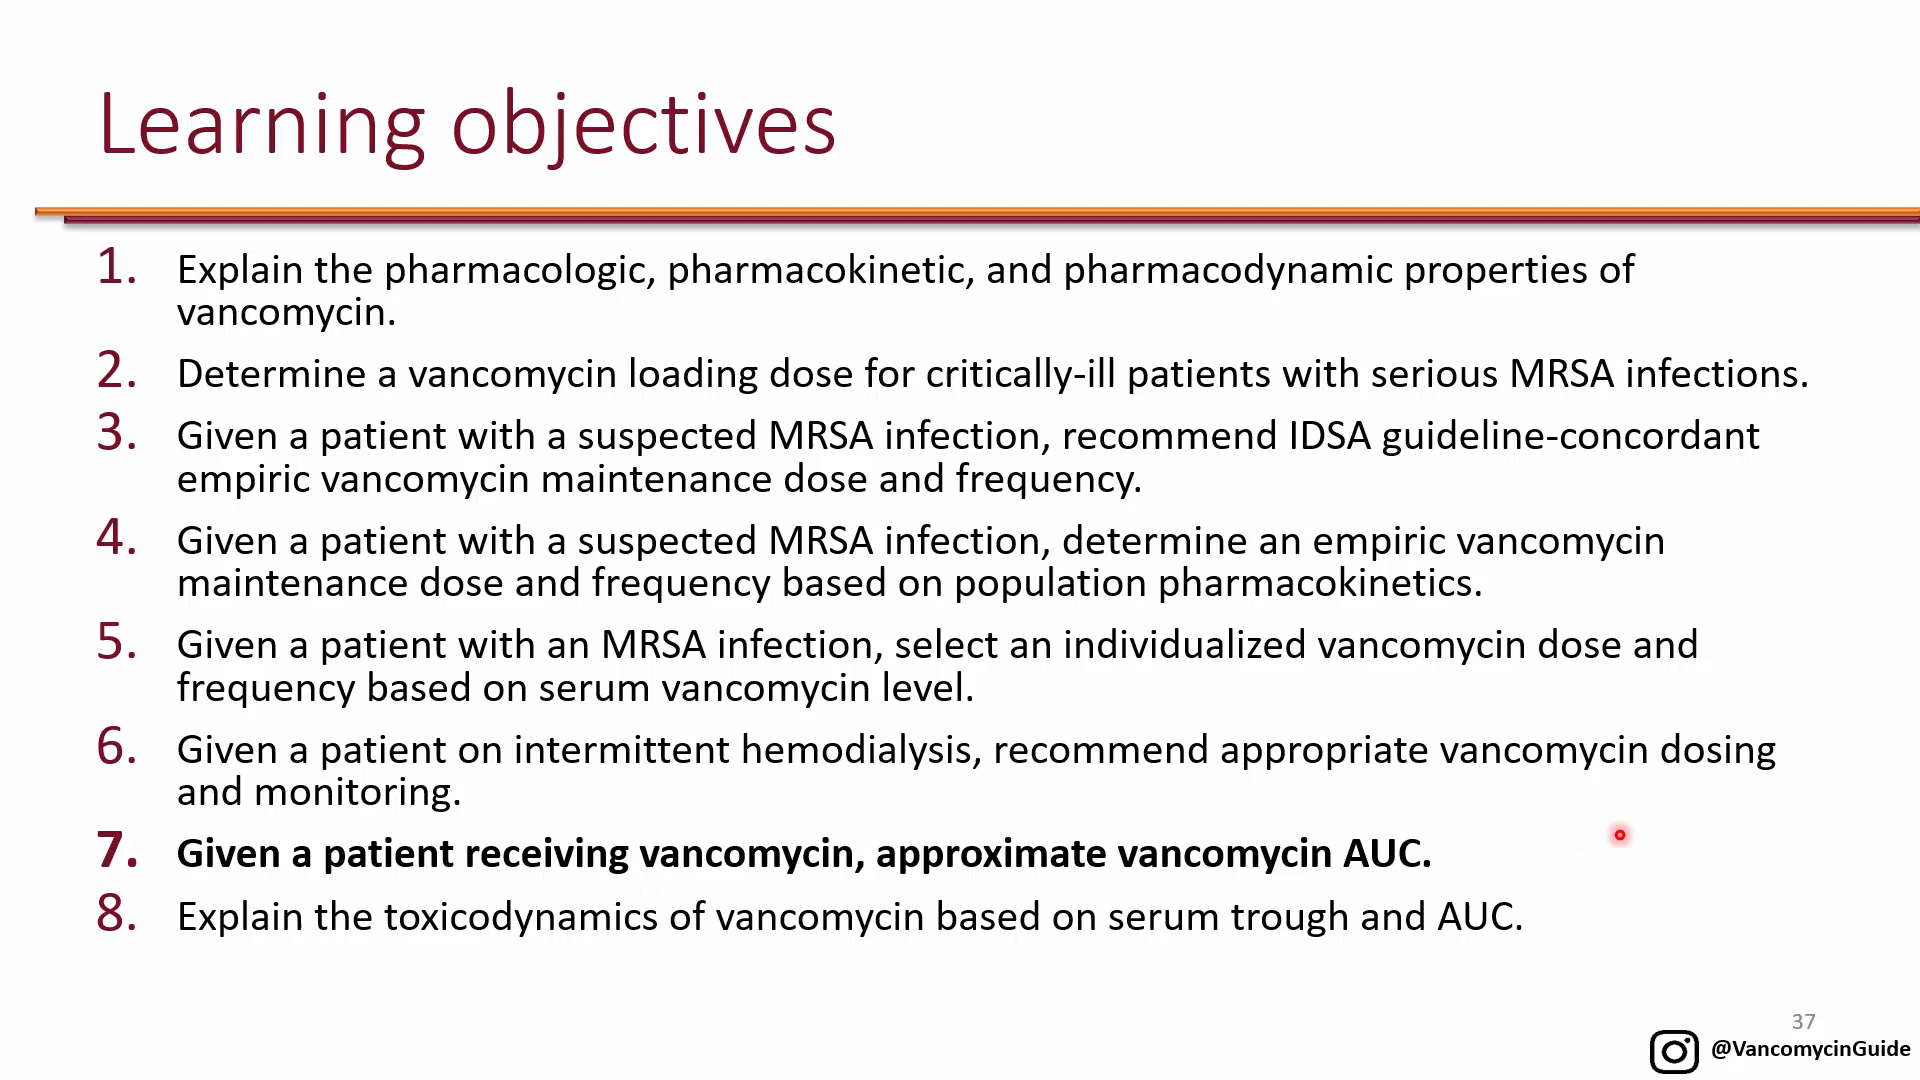 Learning objectives
1. Explain the pharmacologic, pharmacokinetic, and pharmacodynamic properties of
vancomycin.
2. Determine a vancomycin loading dose for critically-ill patients with serious MRSA infections.
3. Given a patient with a suspected MRSA infection, recommend IDSA guideline-concordant
empiric vancomycin maintenance dose and frequency.
4. Given a patient with a suspected MRSA infection, determine an empiric vancomycin
maintenance dose and frequency based on population pharmacokinetics.
5. Given a patient with an MRSA infection, select an individualized vancomycin dose and
frequency based on serum vancomycin level.
6. Given a patient on intermittent hemodialysis, recommend appropriate vancomycin dosing
and monitoring.
7. Given a patient receiving vancomycin, approximate vancomycin AUC.
8. Explain the toxicodynamics of vancomycin based on serum trough and AUC.
37
@VancomycinGuide